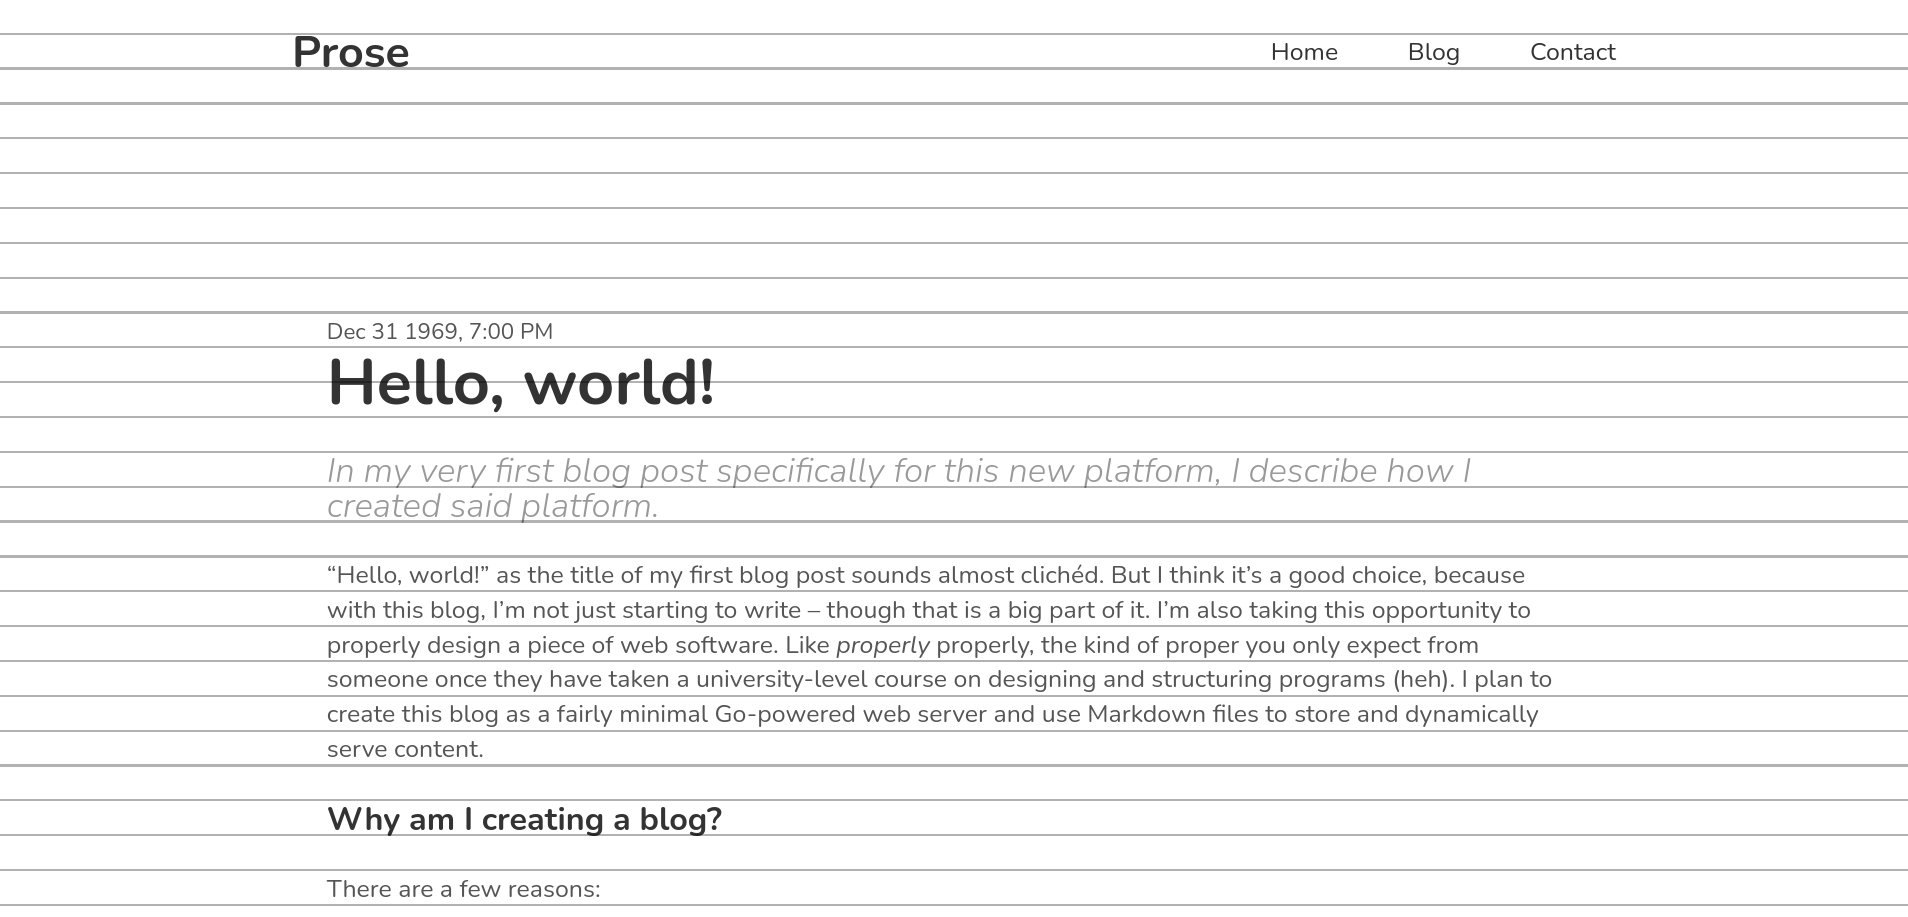 Prose
Home Blog Contact
Dec 31 1969, 7:00 PM
Hello, world!
In my very first blog post specifically for this new platform, I describe how I
created said platform.
“Hello, world!” as the title of my first blog post sounds almost clichéd. But I think it’s a good choice, because
with this blog, I’m not just starting to write – though that is a big part of it. I’m also taking this opportunity to
properly design a piece of web software. Like properly properly, the kind of proper you only expect from
someone once they have taken a university-level course on designing and structuring programs (heh). I plan to
create this blog as a fairly minimal Go-powered web server and use Markdown files to store and dynamically
serve content.
Why am I creating a blog?
There are a few reasons: